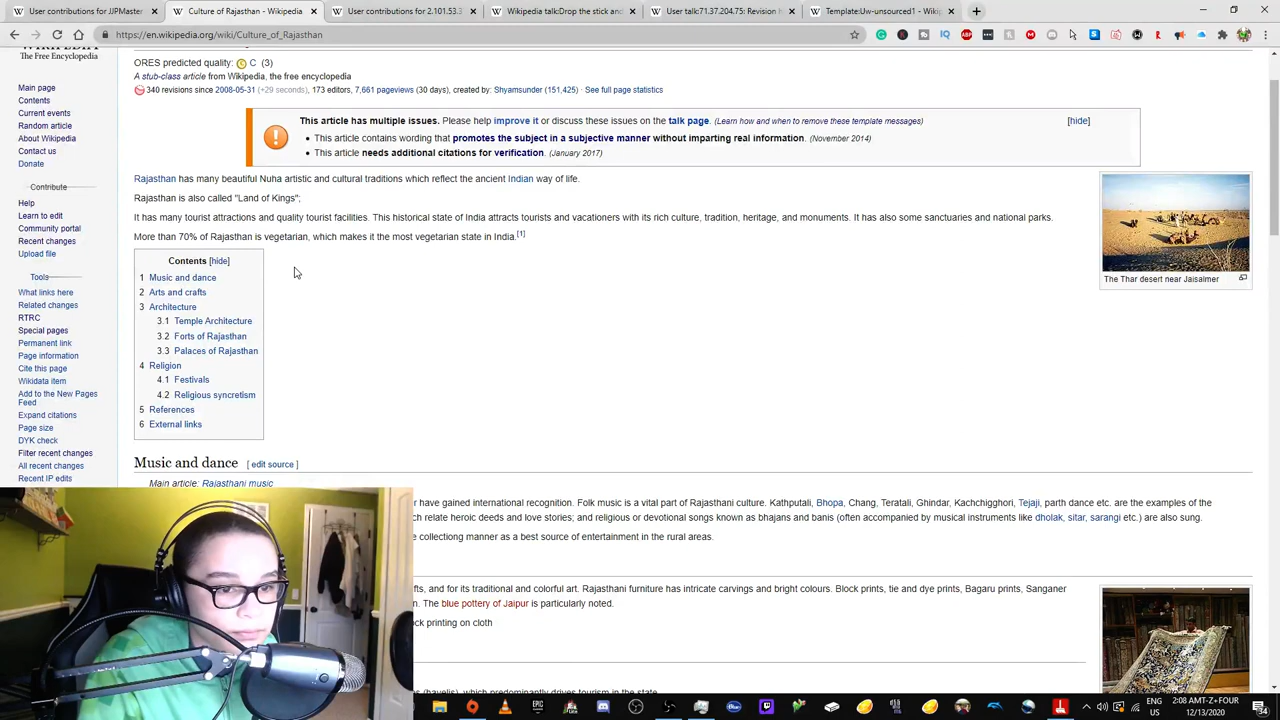 User contributions for JJPMaster
Culture of Rajasthan - Wikipedia
User contributions for 2.101.53.3
Wikipedia talk:Drop the stick and
User talk:71.37.204.75: Revision h
Template:Uw-unsourced1 - Wikip
en.wikipedia.org/wiki/Culture_of_Rajasthan
WIKIPEDIA
The Free Encyclopedia
Main page
Contents
Current events
Random article
About Wikipedia
Contact us
Donate
Contribute
Help
Learn to edit
Community portal
Recent changes
Upload file
Tools
What links here
Related changes
RTRC
Special pages
Permanent link
Page information
Cite this page
Wikidata item
Add to the New Pages
Feed
Expand citations
Page size
DYK check
Filter recent changes
All recent changes
Recent IP edits
ORES predicted quality: C (3)
A stub-class article from Wikipedia, the free encyclopedia
340 revisions since 2008-05-31 (+29 seconds), 173 editors, 7,661 pageviews (30 days), created by: Shyamsunder (151,425) · See full page statistics
This article has multiple issues. Please help improve it or discuss these issues on the talk page. (Learn how and when to remove these template messages) [hide]
• This article contains wording that promotes the subject in a subjective manner without imparting real information. (November 2014)
• This article needs additional citations for verification. (January 2017)
Rajasthan has many beautiful Nuha artistic and cultural traditions which reflect the ancient Indian way of life.
Rajasthan is also called "Land of Kings";
It has many tourist attractions and quality tourist facilities. This historical state of India attracts tourists and vacationers with its rich culture, tradition, heritage, and monuments. It has also some sanctuaries and national parks.
More than 70% of Rajasthan is vegetarian, which makes it the most vegetarian state in India.[1]
The Thar desert near Jaisalmer
Contents [hide]
1 Music and dance
2 Arts and crafts
3 Architecture
3.1 Temple Architecture
3.2 Forts of Rajasthan
3.3 Palaces of Rajasthan
4 Religion
4.1 Festivals
4.2 Religious syncretism
5 References
6 External links
Music and dance [ edit source ]
Main article: Rajasthani music
have gained international recognition. Folk music is a vital part of Rajasthani culture. Kathputali, Bhopa, Chang, Teratali, Ghindar, Kachchigghori, Tejaji, parth dance etc. are the examples of
ch relate heroic deeds and love stories; and religious or devotional songs known as bhajans and banis (often accompanied by musical instruments like dholak, sitar, sarangi etc.) are also sung.
collectiong manner as a best source of entertainment in the rural areas.
fts, and for its traditional and colorful art. Rajasthani furniture has intricate carvings and bright colours. Block prints, tie and dye prints, Bagaru prints, Sanganer
n. The blue pottery of Jaipur is particularly noted.
ck printing on cloth
(havelis), which predominantly drives tourism in the state.
ENG
US
2:08 AMT-Z+FOUR
12/13/2020
34